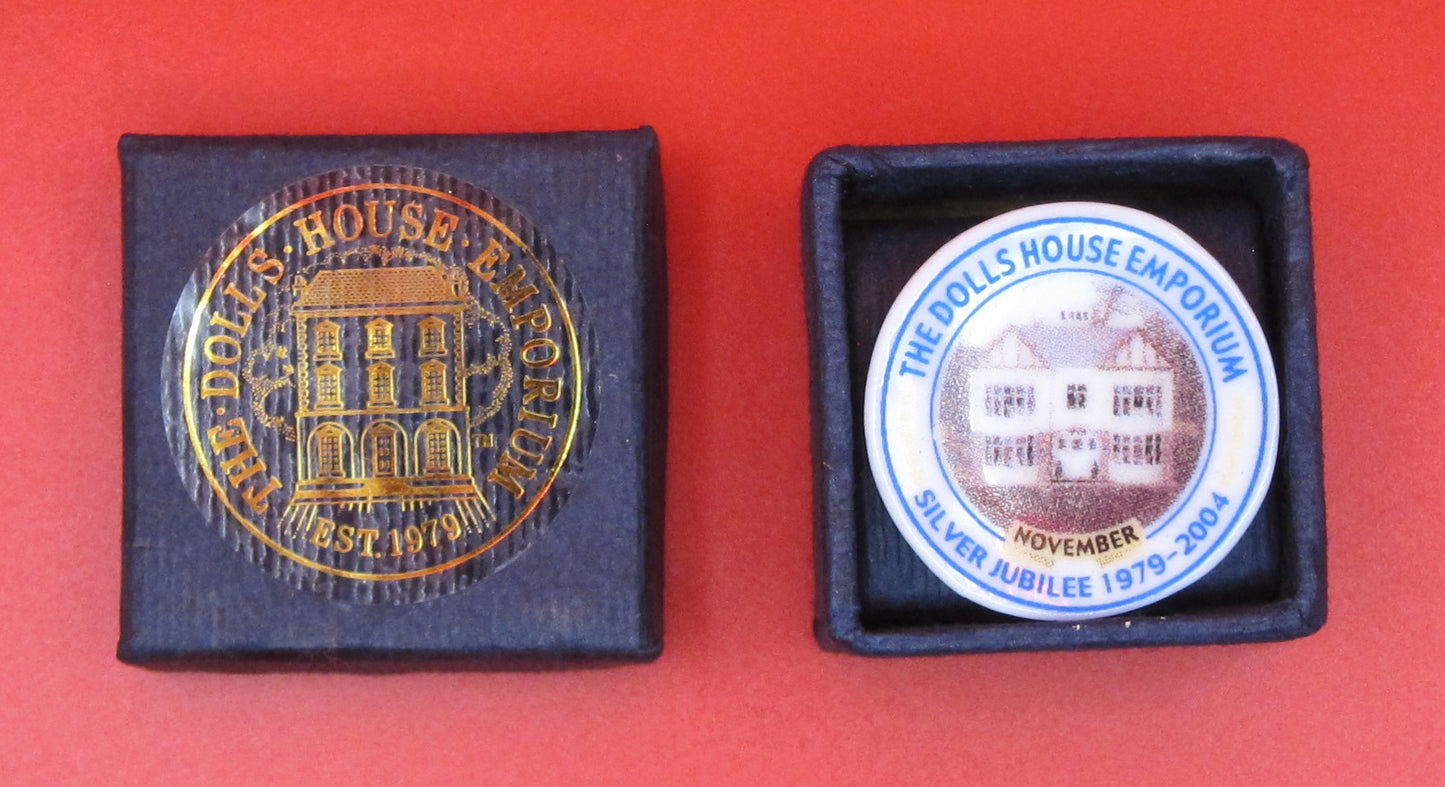 THE·DOLLS·HOUSE·EMPORIUM
EST.1979
THE DOLLS HOUSE EMPORIUM
NOVEMBER
SILVER JUBILEE 1979-2004